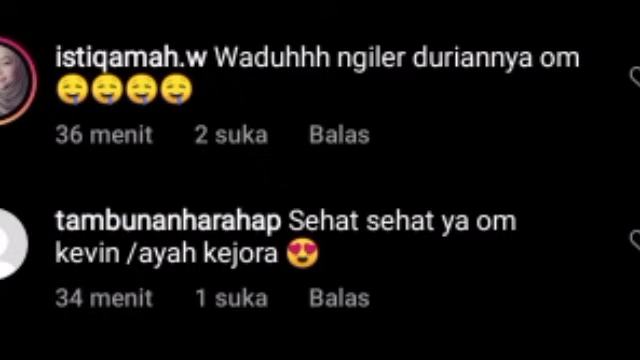 istiqamah.w Waduhhh ngiler duriannya om
🤤🤤🤤🤤
36 menit 2 suka Balas
tambunanharahap Sehat sehat ya om
kevin /ayah kejora 😍
34 menit 1 suka Balas